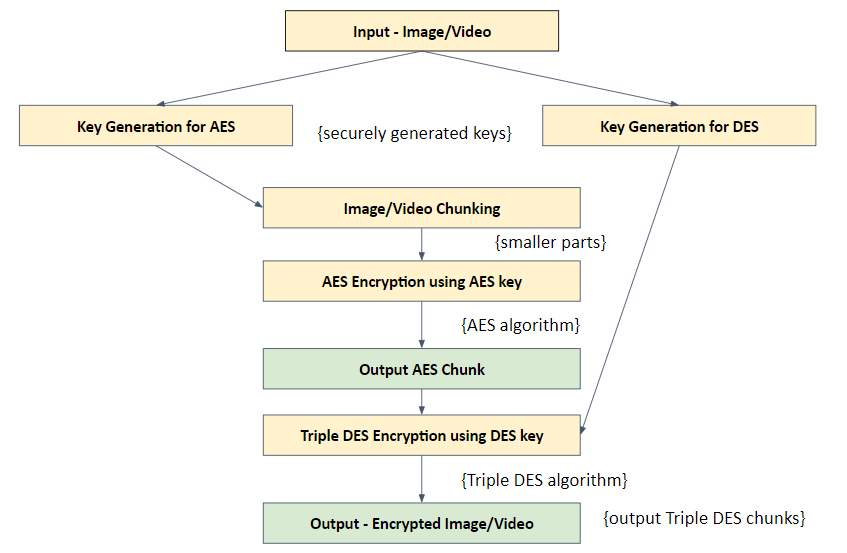 Input - Image/Video
Key Generation for AES
{securely generated keys}
Key Generation for DES
Image/Video Chunking
{smaller parts}
AES Encryption using AES key
{AES algorithm}
Output AES Chunk
Triple DES Encryption using DES key
{Triple DES algorithm}
Output - Encrypted Image/Video
{output Triple DES chunks}